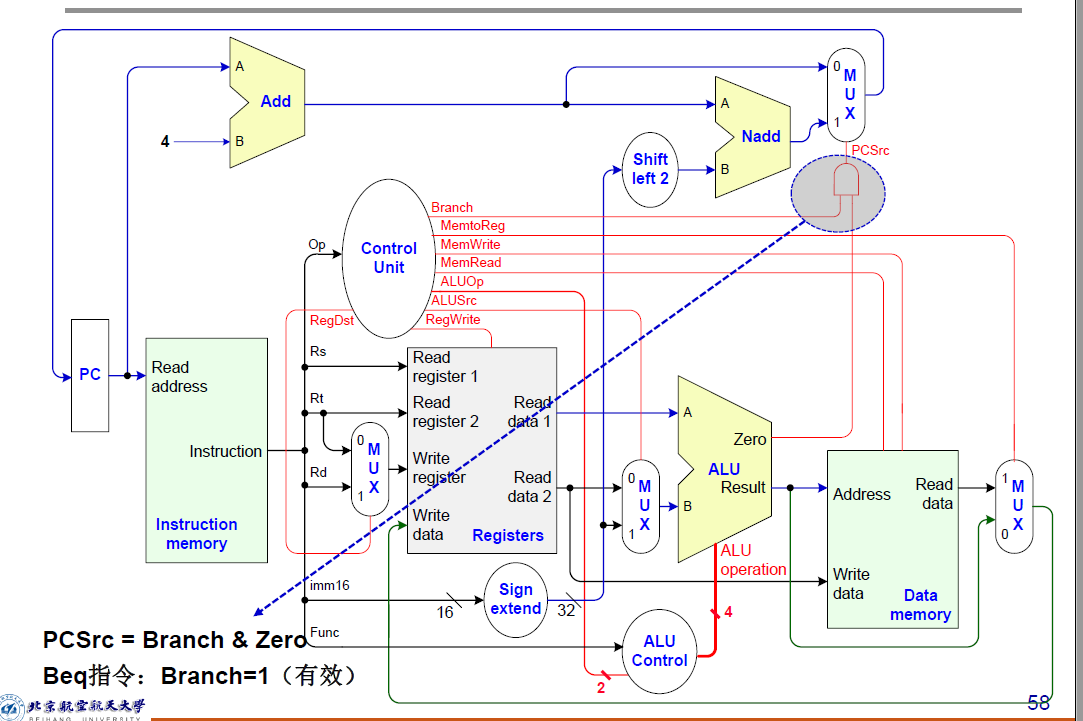 A
Add
4
B
A
Nadd
B
Shift
left 2
0
M
U
X
1
PCSrc
Branch
MemtoReg
MemWrite
MemRead
ALUOp
ALUSrc
RegWrite
RegDst
Op
Control
Unit
PC
Read
address
Instruction
Instruction
memory
Rs
Rt
Rd
0
M
U
X
1
Read
register 1
Read
register 2
Write
register
Write
data
Read
data 1
Read
data 2
Registers
0
M
U
X
1
A
Zero
ALU
Result
B
ALU
operation
4
Address
Read
data
Write
data
Data
memory
1
M
U
X
0
imm16
16
Sign
extend
32
Func
ALU
Control
2
PCSrc = Branch & Zero
Beq指令：Branch=1（有效）
北京航空航天大学
BEIHANG UNIVERSITY
58